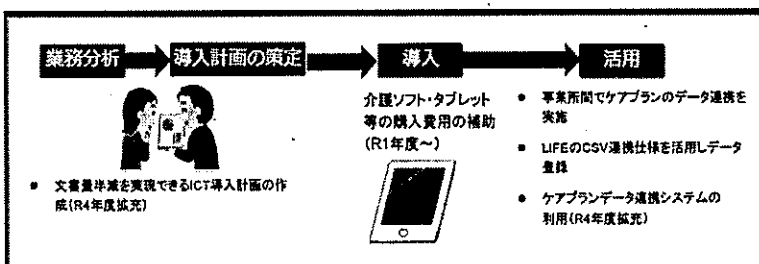 業務分析
導入計画の策定
導入
活用
■ 文書量半減を実現できるICT導入計画の作
成(R4年度拡充)
介護ソフト・タブレット
等の購入費用の補助
(R1年度～)
● 事業所間でケアプランのデータ連携を
実施
■ LIFEのCSV連携仕様を活用しデータ
登録
● ケアプランデータ連携システムの
利用(R4年度拡充)